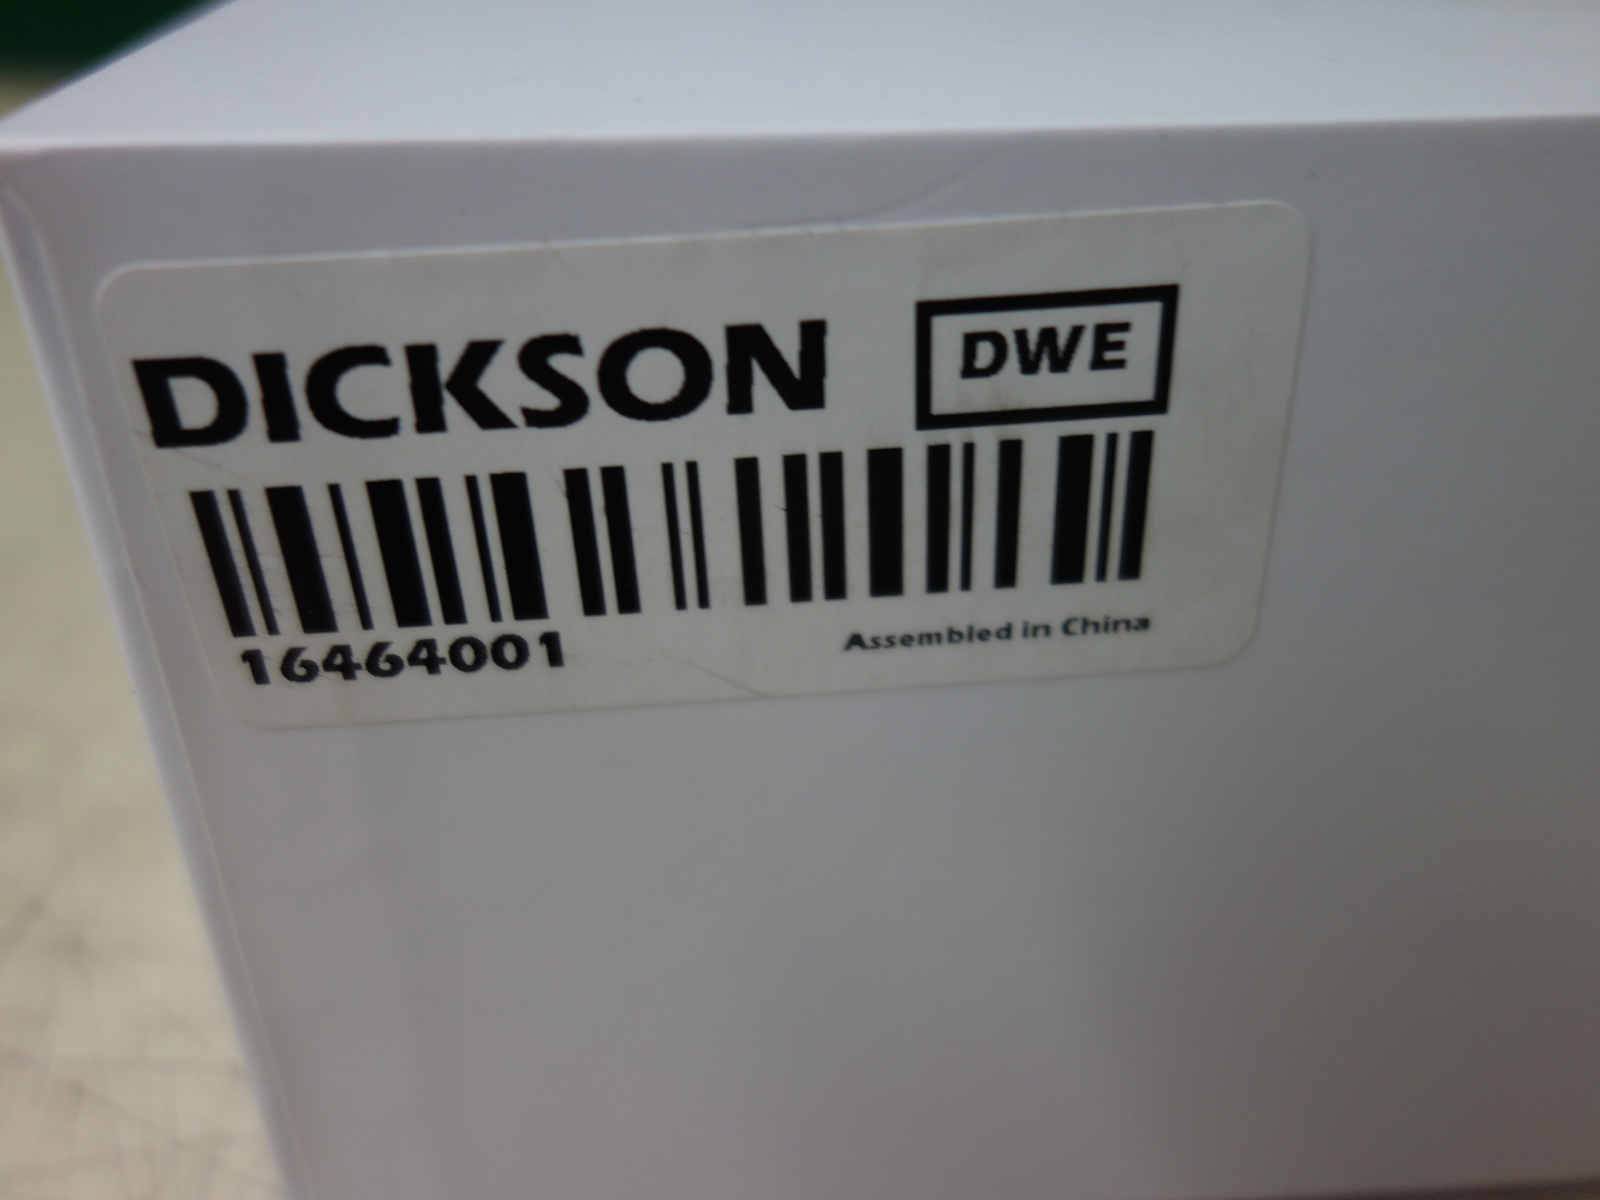 DICKSON DWE
16464001
Assembled in China